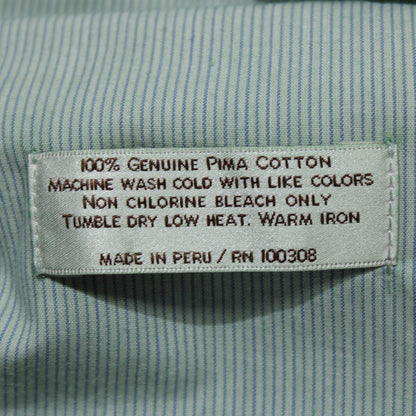 100% GENUINE PIMA COTTON
MACHINE WASH COLD WITH LIKE COLORS
NON CHLORINE BLEACH ONLY
TUMBLE DRY LOW HEAT. WARM IRON
MADE IN PERU / RN 100308